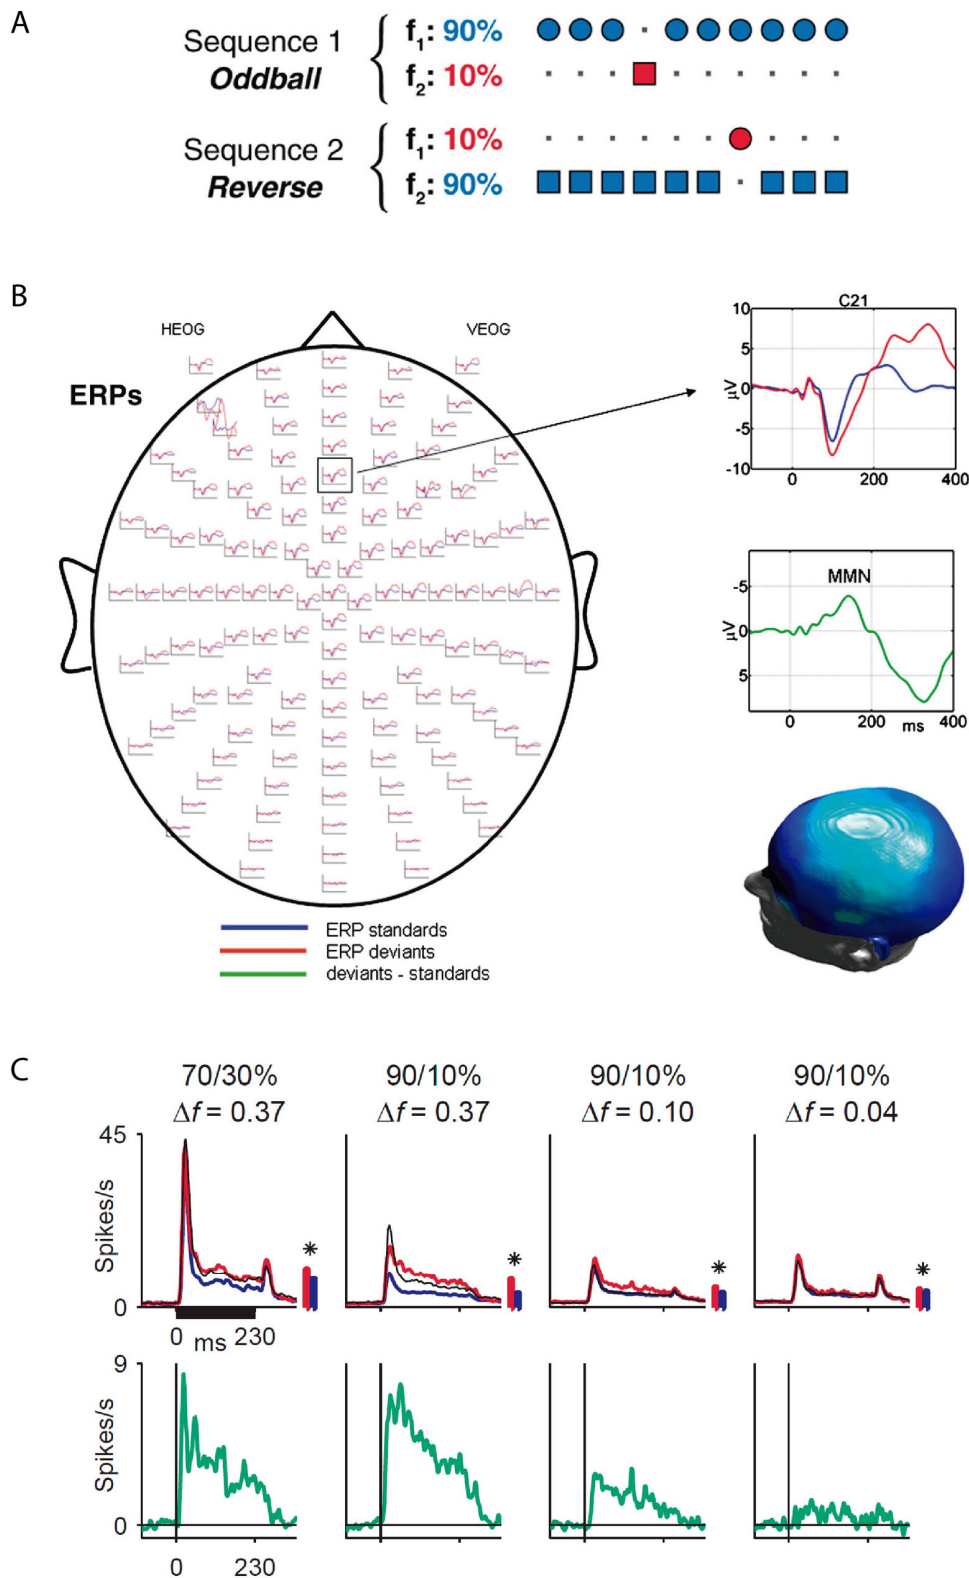 A
Sequence 1
Oddball
f1: 90%
f2: 10%
Sequence 2
Reverse
f1: 10%
f2: 90%
B
HEOG
VEOG
ERPs
C21
10
5
0
-5
-10
µV
0
200
400
MMN
-5
0
5
µV
0
200
ms
400
ERP standards
ERP deviants
deviants - standards
C
70/30%
Δf = 0.37
90/10%
Δf = 0.37
90/10%
Δf = 0.10
90/10%
Δf = 0.04
45
Spikes/s
0
*
*
*
*
0
ms
230
9
Spikes/s
0
0
230